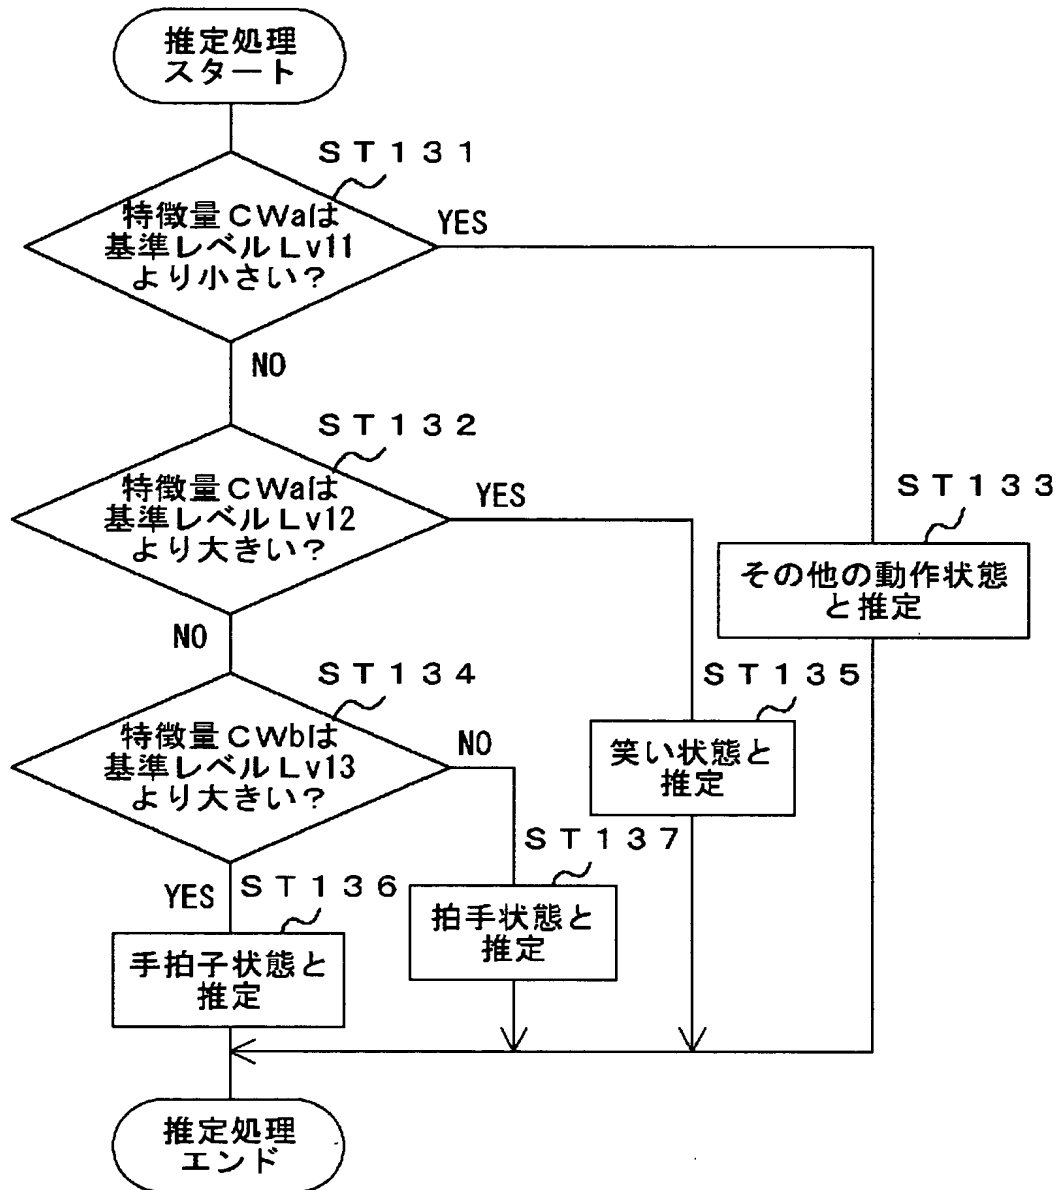 推定処理
スタート
ST131
特徴量CWaは
基準レベルLv11
より小さい?
YES
NO
ST132
特徴量CWaは
基準レベルLv12
より大きい?
YES
NO
ST133
その他の動作状態
と推定
ST134
特徴量CWbは
基準レベルLv13
より大きい?
NO
YES
ST135
笑い状態と
推定
ST137
拍手状態と
推定
ST136
手拍子状態と
推定
推定処理
エンド